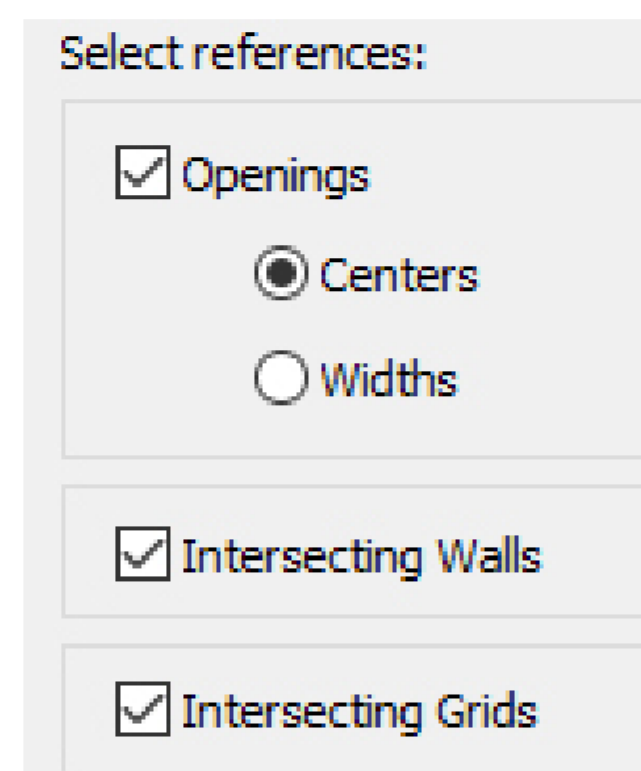 Select references:
Openings
Centers
Widths
Intersecting Walls
Intersecting Grids